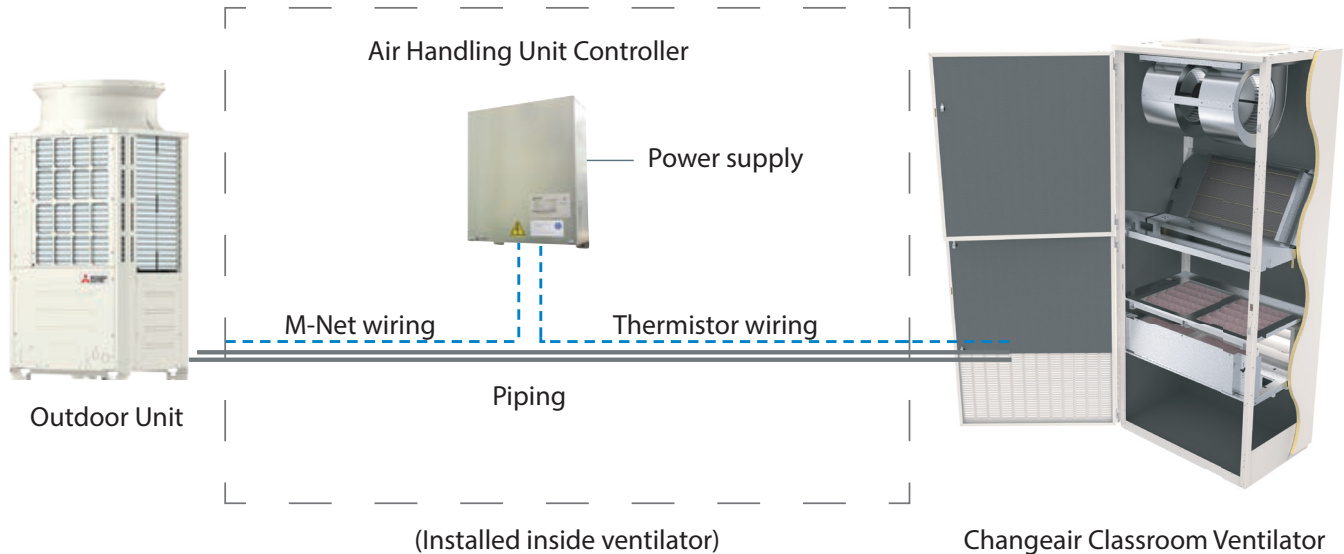 Air Handling Unit Controller
Power supply
M-Net wiring
Thermistor wiring
Piping
Outdoor Unit
(Installed inside ventilator)
Changeair Classroom Ventilator